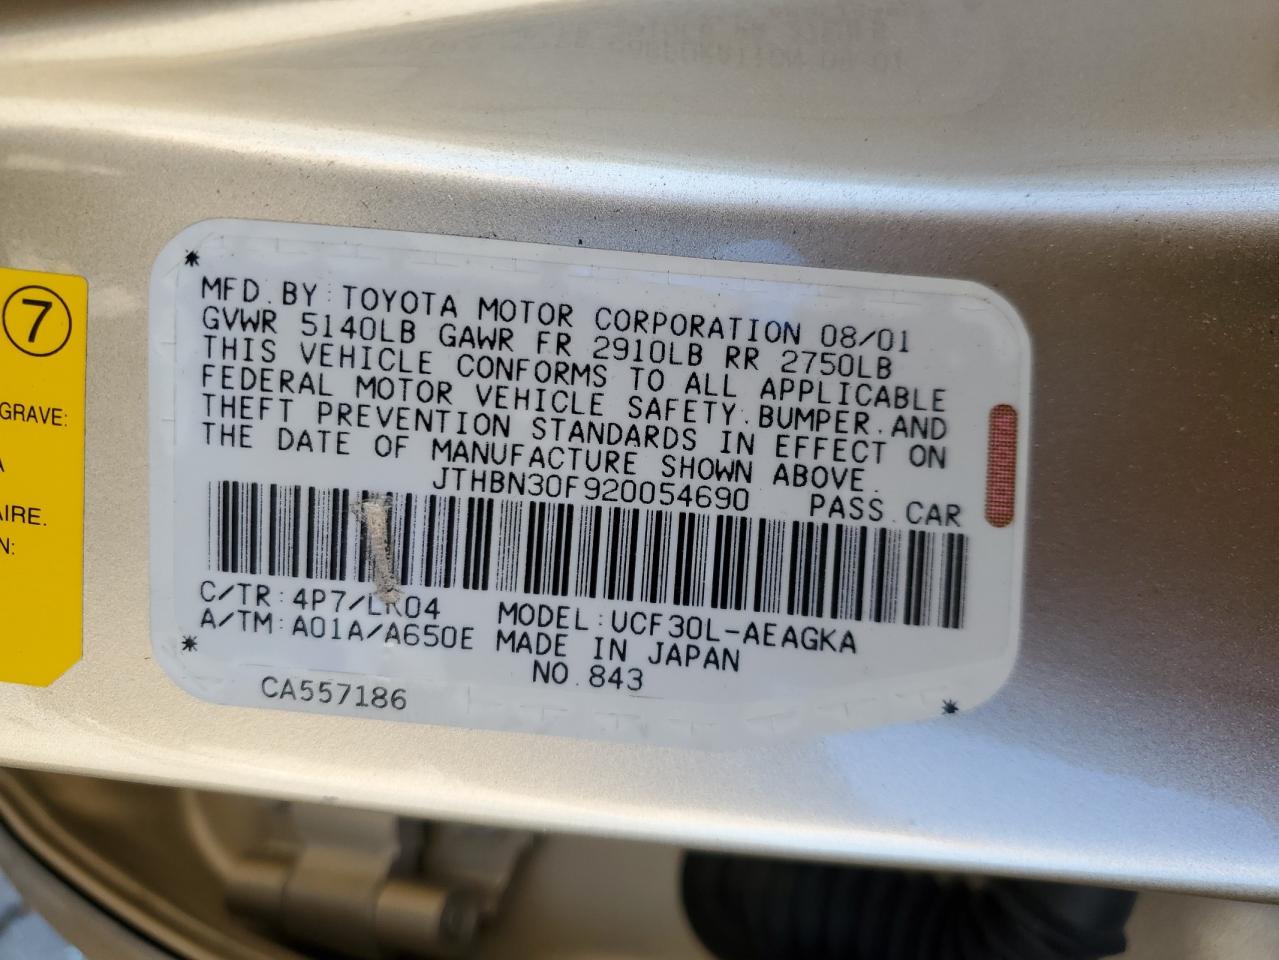 7
GRAVE:
A
AIRE.
N:
MFD. BY: TOYOTA MOTOR CORPORATION 08/01
GVWR 5140LB GAWR FR 2910LB RR 2750LB
THIS VEHICLE CONFORMS TO ALL APPLICABLE
FEDERAL MOTOR VEHICLE SAFETY. BUMPER. AND
THEFT PREVENTION STANDARDS IN EFFECT ON
THE DATE OF MANUFACTURE SHOWN ABOVE.
JTHBN30F920054690 PASS. CAR
C/TR: 4P7/LK04 MODEL: UCF30L-AEAGKA
A/TM: A01A/A650E MADE IN JAPAN
NO. 843
CA557186